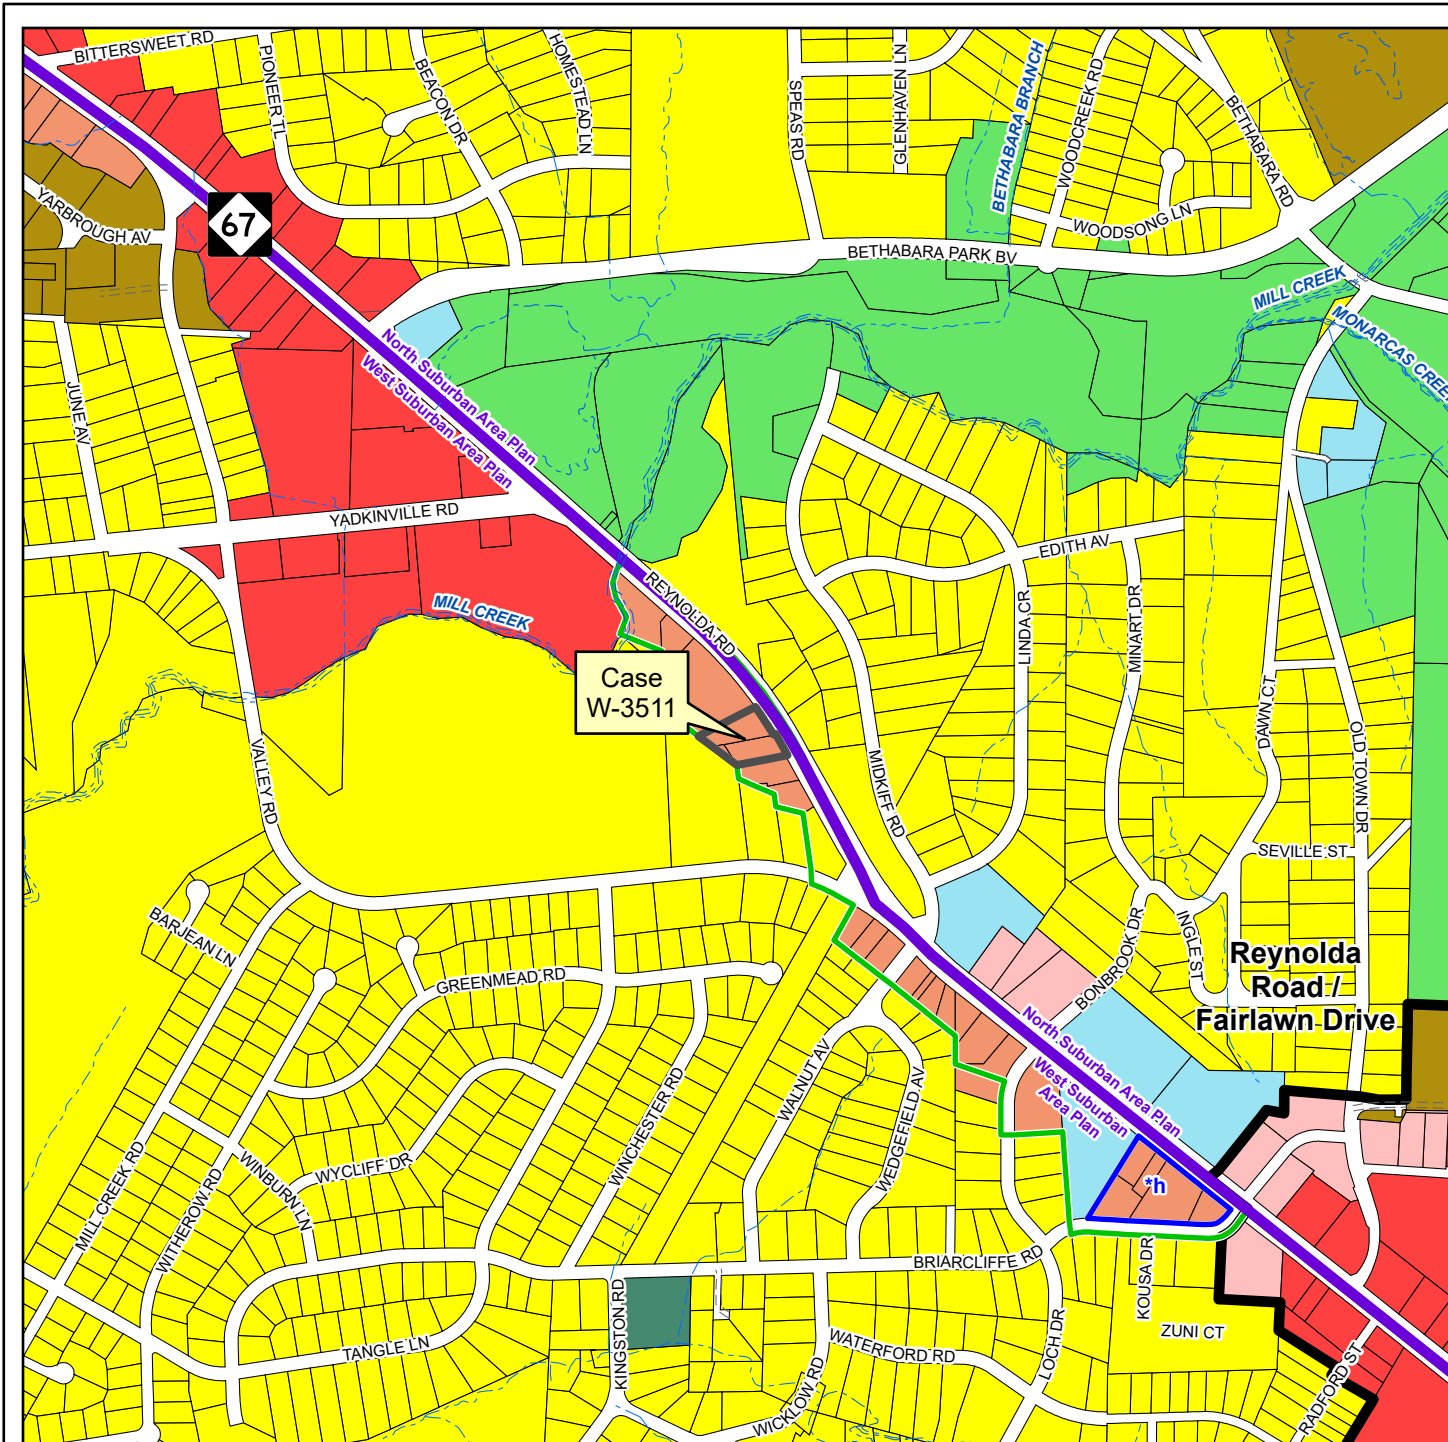 BITTERSWEET RD
PIONEER TL
BEACON DR
HOMESTEAD LN
SPEAS RD
GLENHAVEN LN
BETHABARA BRANCH
WOODCREEK RD
BETHABARA RD
YARBROUGH AV
67
WOODSONG LN
BETHABARA PARK BV
MILL CREEK
MONARCAS CREEK
North Suburban Area Plan
West Suburban Area Plan
JUNE AV
YADKINVILLE RD
EDITH AV
REYNOLDA RD
MILL CREEK
LINDA CR
MINART DR
Case
W-3511
DAWN CT
OLD TOWN DR
VALLEY RD
MIDKIFF RD
SEVILLE ST
BARJEAN LN
GREENMEAD RD
BONBROOK DR
INGLE ST
Reynolda
Road /
Fairlawn Drive
North Suburban Area Plan
West Suburban
Area Plan
WALNUT AV
WEDGEFIELD AV
WINCHESTER RD
MILL CREEK RD
WITHEROW RD
WINBURN LN
WYCLIFF DR
*h
BRIARCLIFFE RD
KOUSA DR
KINGSTON RD
TANGLE LN
WATERFORD RD
LOCH DR
ZUNI CT
WICKLOW RD
RADFORD ST